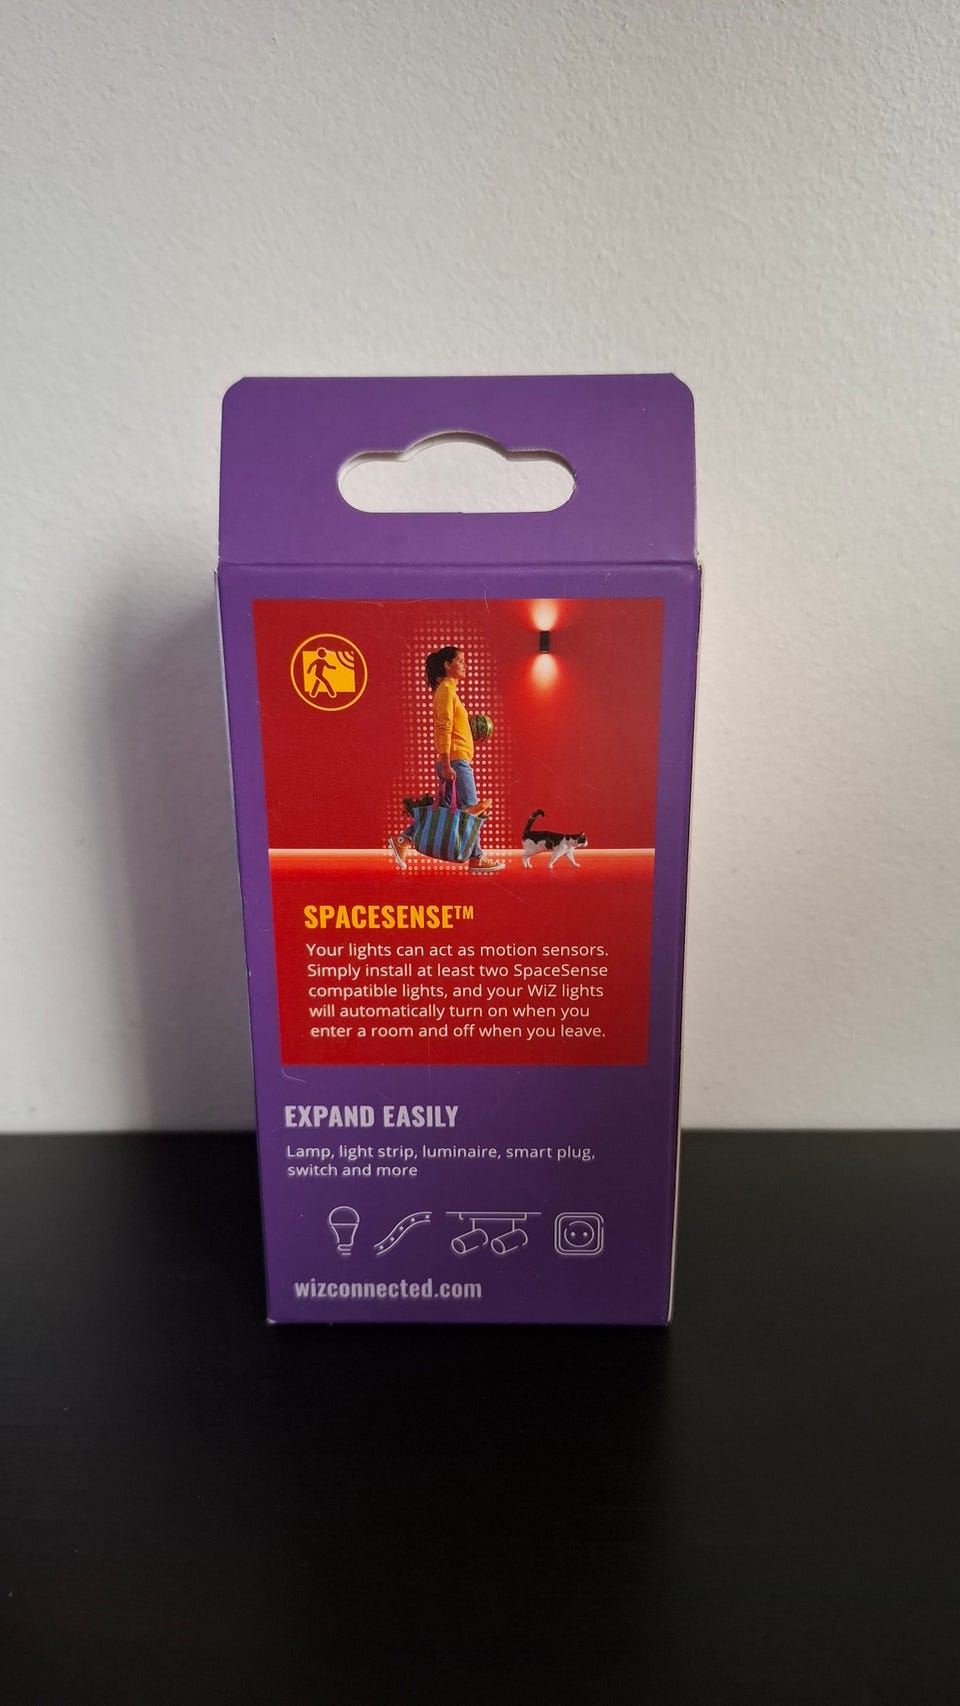 SPACESENSE™
Your lights can act as motion sensors.
Simply install at least two SpaceSense
compatible lights, and your WiZ lights
will automatically turn on when you
enter a room and off when you leave.
EXPAND EASILY
Lamp, light strip, luminaire, smart plug,
switch and more
wizconnected.com